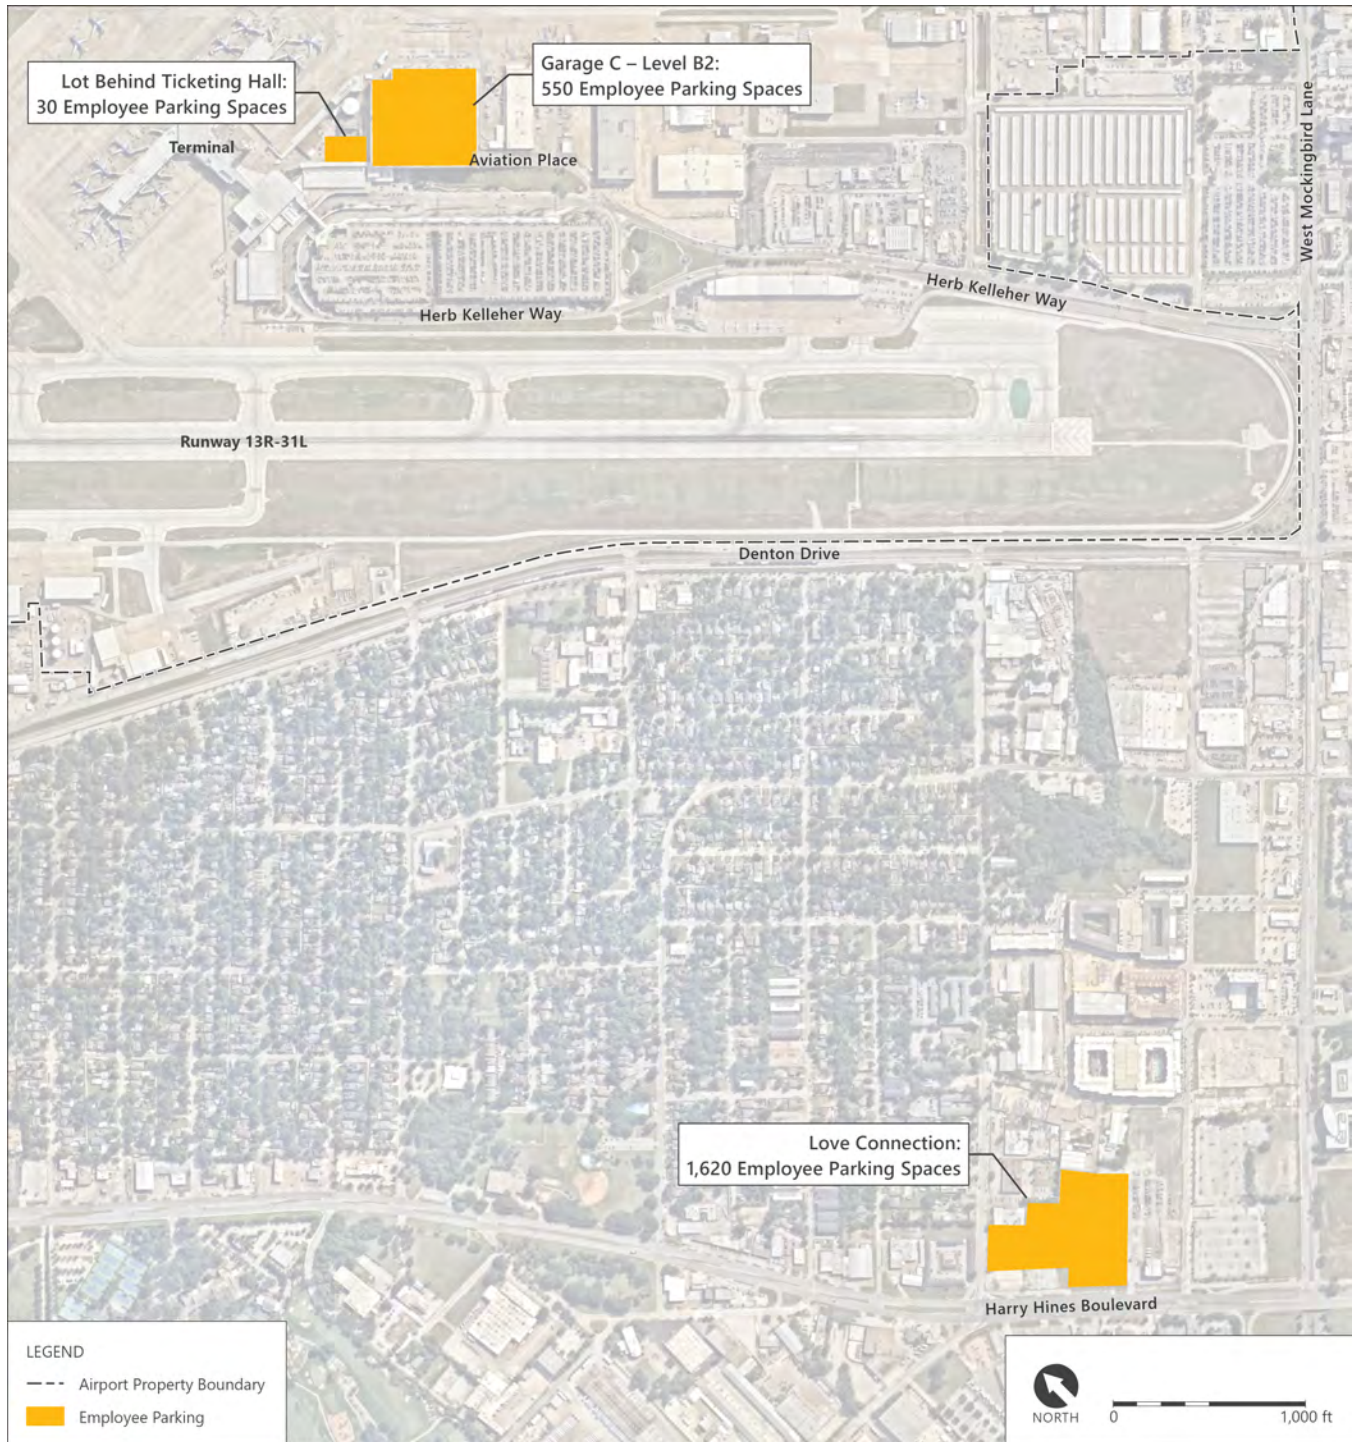 Lot Behind Ticketing Hall:
30 Employee Parking Spaces
Garage C – Level B2:
550 Employee Parking Spaces
Terminal
Aviation Place
West Mockingbird Lane
Herb Kelleher Way
Herb Kelleher Way
Runway 13R-31L
Denton Drive
Love Connection:
1,620 Employee Parking Spaces
Harry Hines Boulevard
LEGEND
Airport Property Boundary
Employee Parking
NORTH
0
1,000 ft